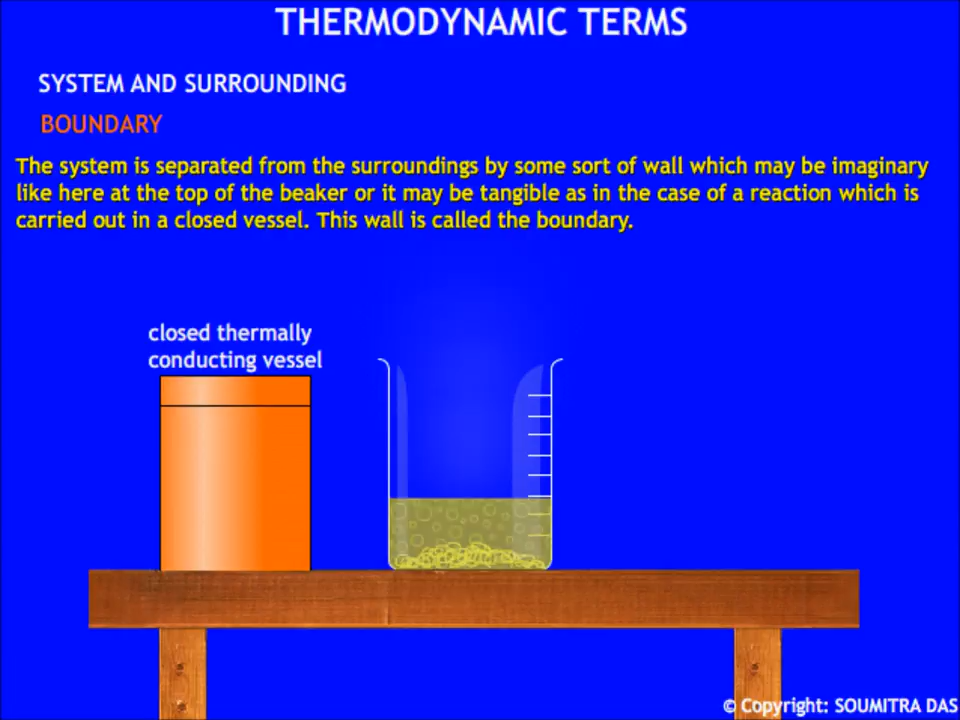 THERMODYNAMIC TERMS
SYSTEM AND SURROUNDING
BOUNDARY
The system is separated from the surroundings by some sort of wall which may be imaginary
like here at the top of the beaker or it may be tangible as in the case of a reaction which is
carried out in a closed vessel. This wall is called the boundary.
closed thermally
conducting vessel
© Copyright: SOUMITRA DAS